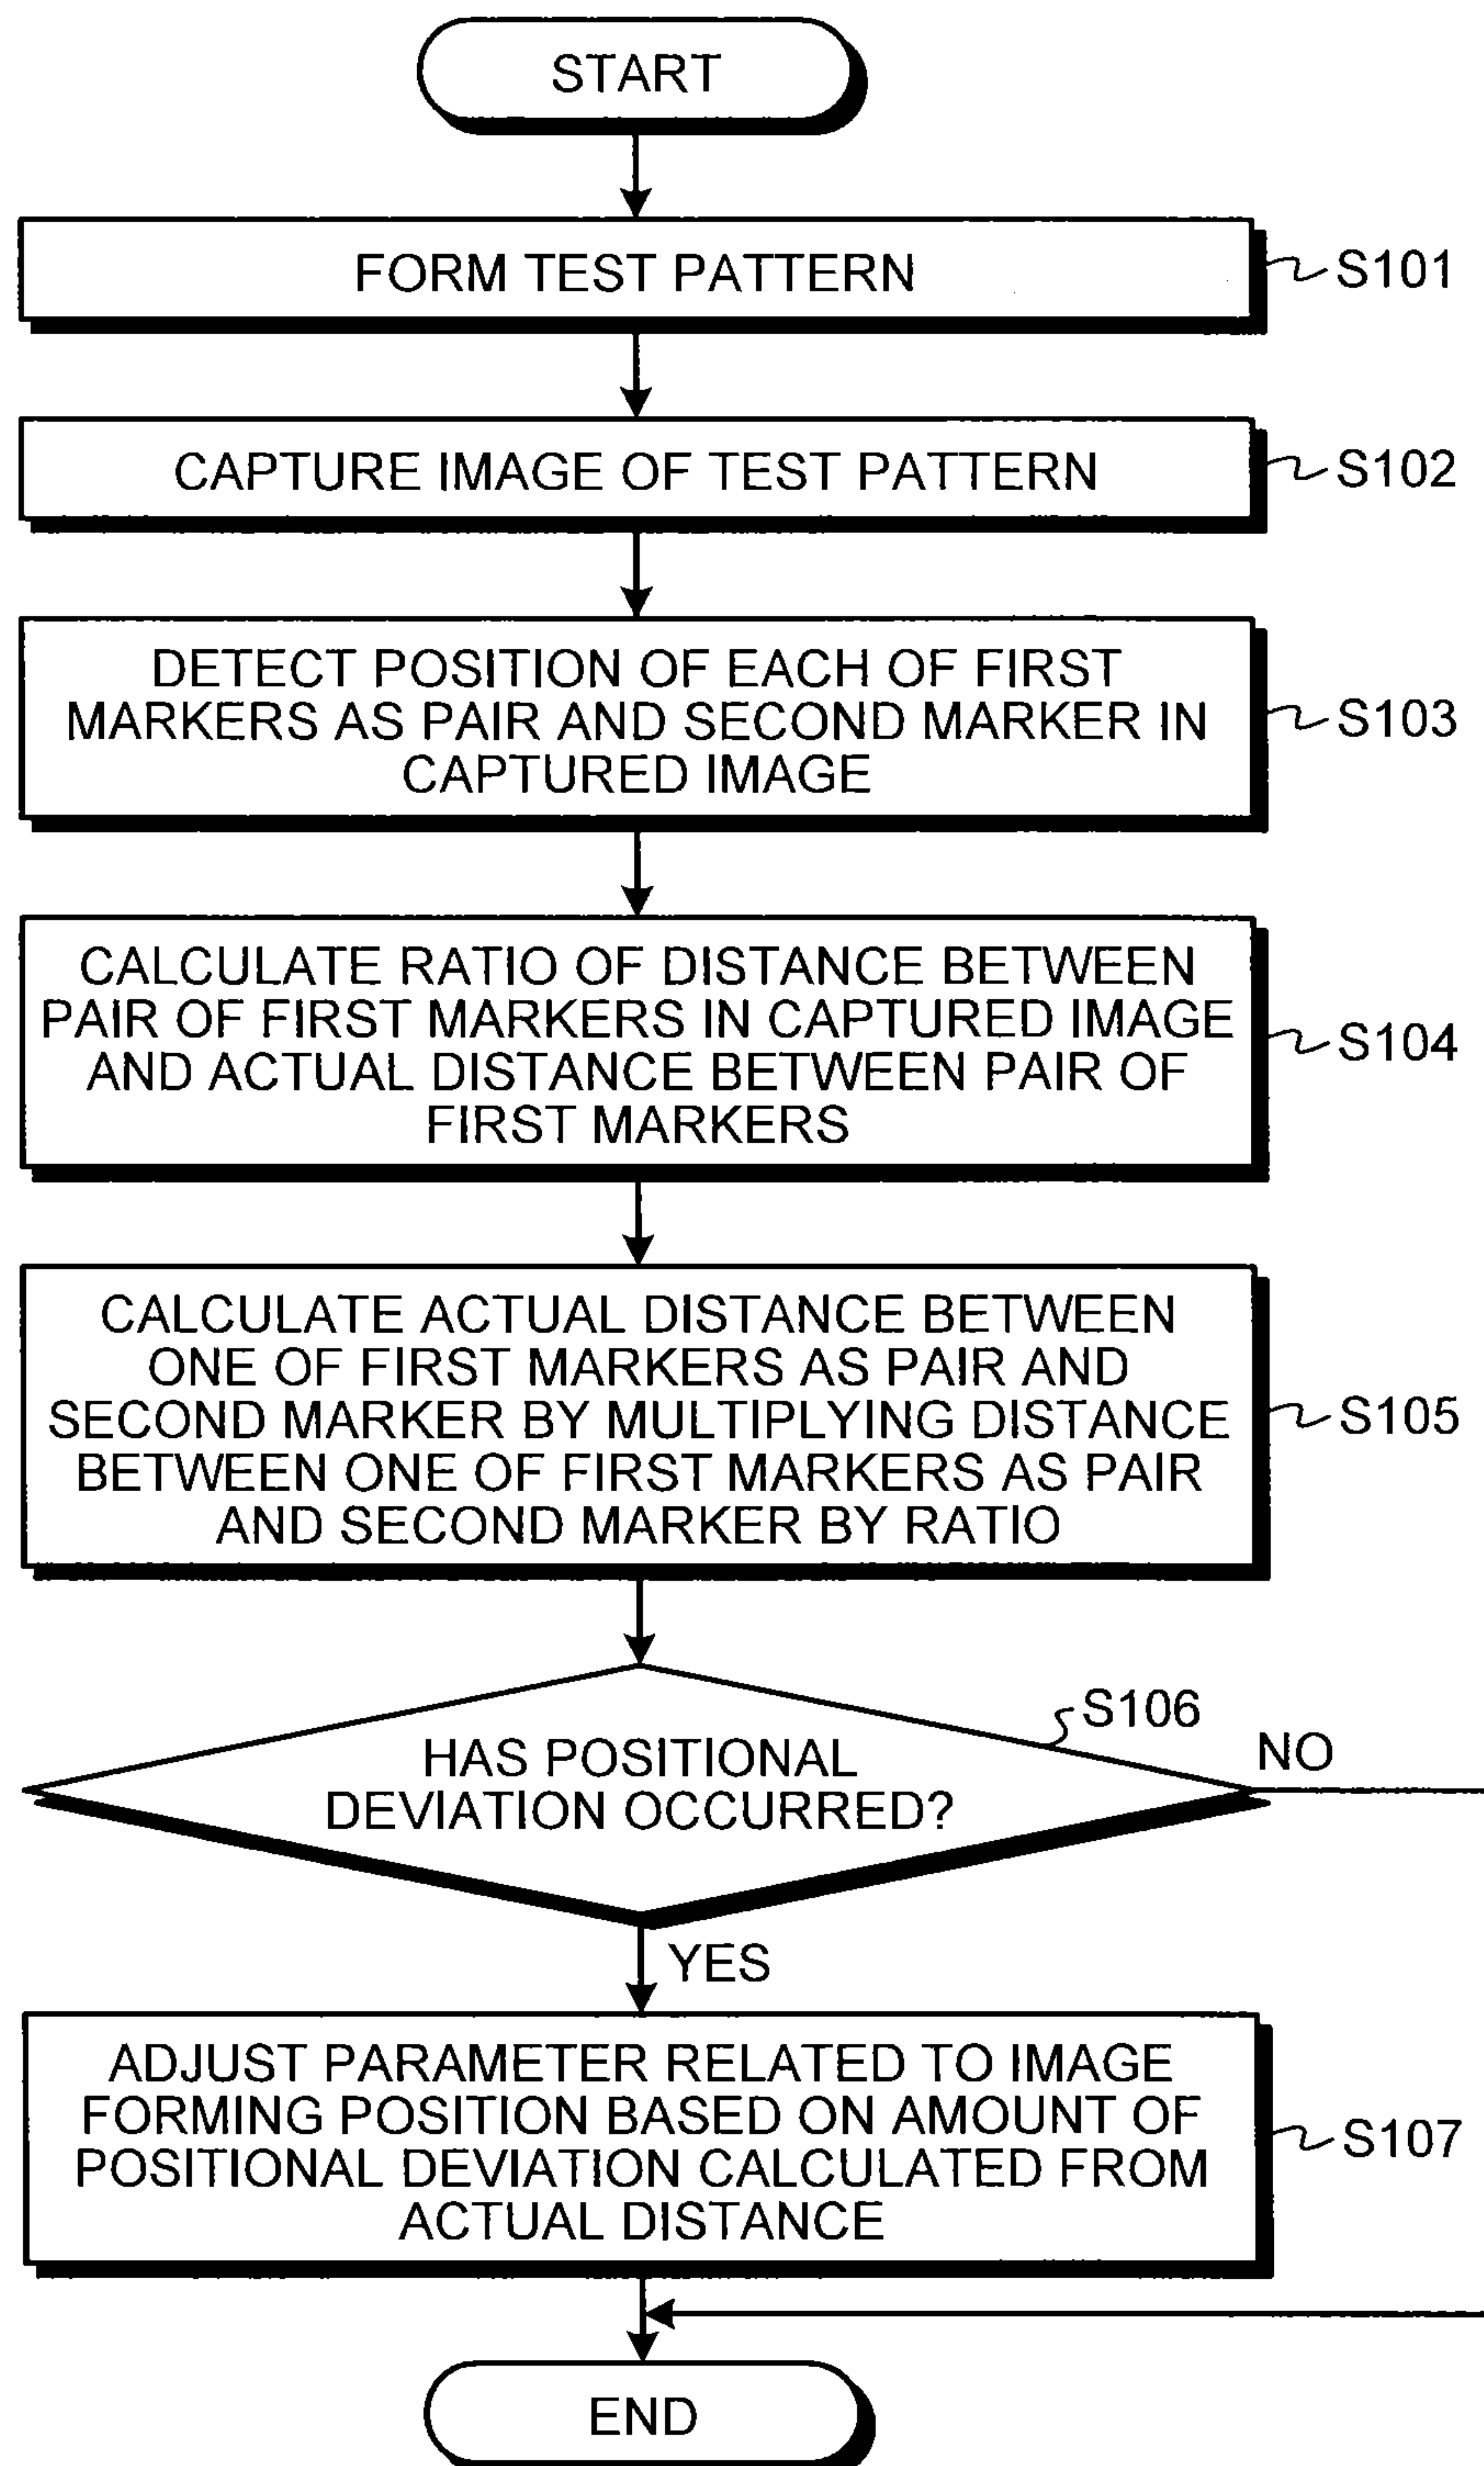 START
FORM TEST PATTERN
S101
CAPTURE IMAGE OF TEST PATTERN
S102
DETECT POSITION OF EACH OF FIRST
MARKERS AS PAIR AND SECOND MARKER IN
CAPTURED IMAGE
S103
CALCULATE RATIO OF DISTANCE BETWEEN
PAIR OF FIRST MARKERS IN CAPTURED IMAGE
AND ACTUAL DISTANCE BETWEEN PAIR OF
FIRST MARKERS
S104
CALCULATE ACTUAL DISTANCE BETWEEN
ONE OF FIRST MARKERS AS PAIR AND
SECOND MARKER BY MULTIPLYING DISTANCE
BETWEEN ONE OF FIRST MARKERS AS PAIR
AND SECOND MARKER BY RATIO
S105
S106
HAS POSITIONAL
DEVIATION OCCURRED?
NO
YES
ADJUST PARAMETER RELATED TO IMAGE
FORMING POSITION BASED ON AMOUNT OF
POSITIONAL DEVIATION CALCULATED FROM
ACTUAL DISTANCE
S107
END